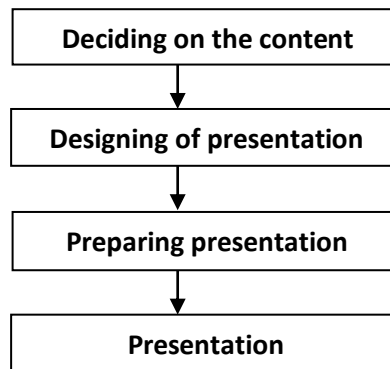 Deciding on the content
Designing of presentation
Preparing presentation
Presentation